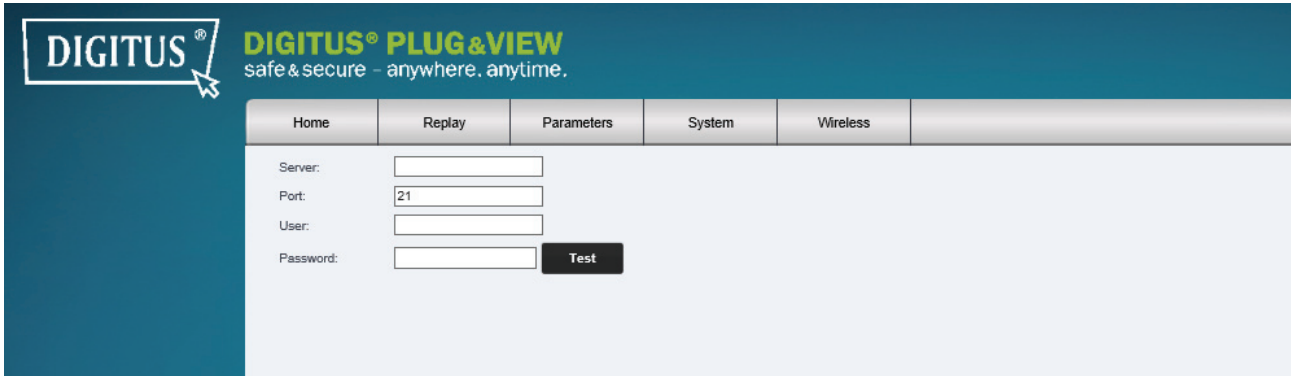 DIGITUS®
DIGITUS® PLUG&VIEW
safe & secure – anywhere. anytime.
Home Replay Parameters System Wireless
Server:
Port: 21
User:
Password: Test